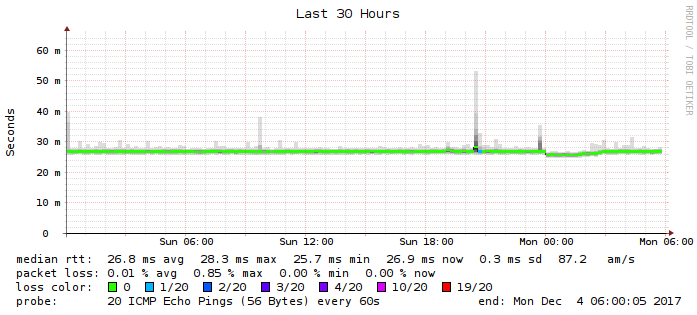 Last 30 Hours
RRDTOOL / TOBI OETIKER
Seconds
60 m
50 m
40 m
30 m
20 m
10 m
0
Sun 06:00 Sun 12:00 Sun 18:00 Mon 00:00 Mon 06:00
median rtt: 26.8 ms avg 28.3 ms max 25.7 ms min 26.9 ms now 0.3 ms sd 87.2 am/s
packet loss: 0.01 % avg 0.85 % max 0.00 % min 0.00 % now
loss color: 0 1/20 2/20 3/20 4/20 10/20 19/20
probe: 20 ICMP Echo Pings (56 Bytes) every 60s end: Mon Dec 4 06:00:05 2017